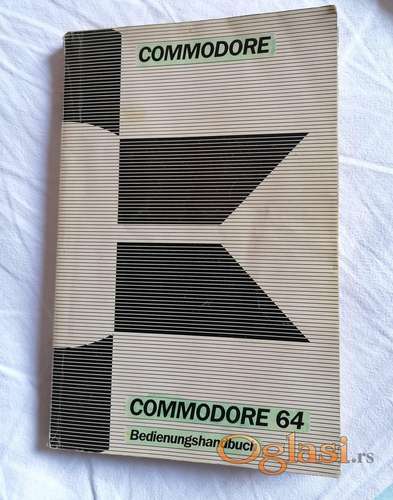 COMMODORE
COMMODORE 64
Bedienungshandbuch
Oglasi.rs